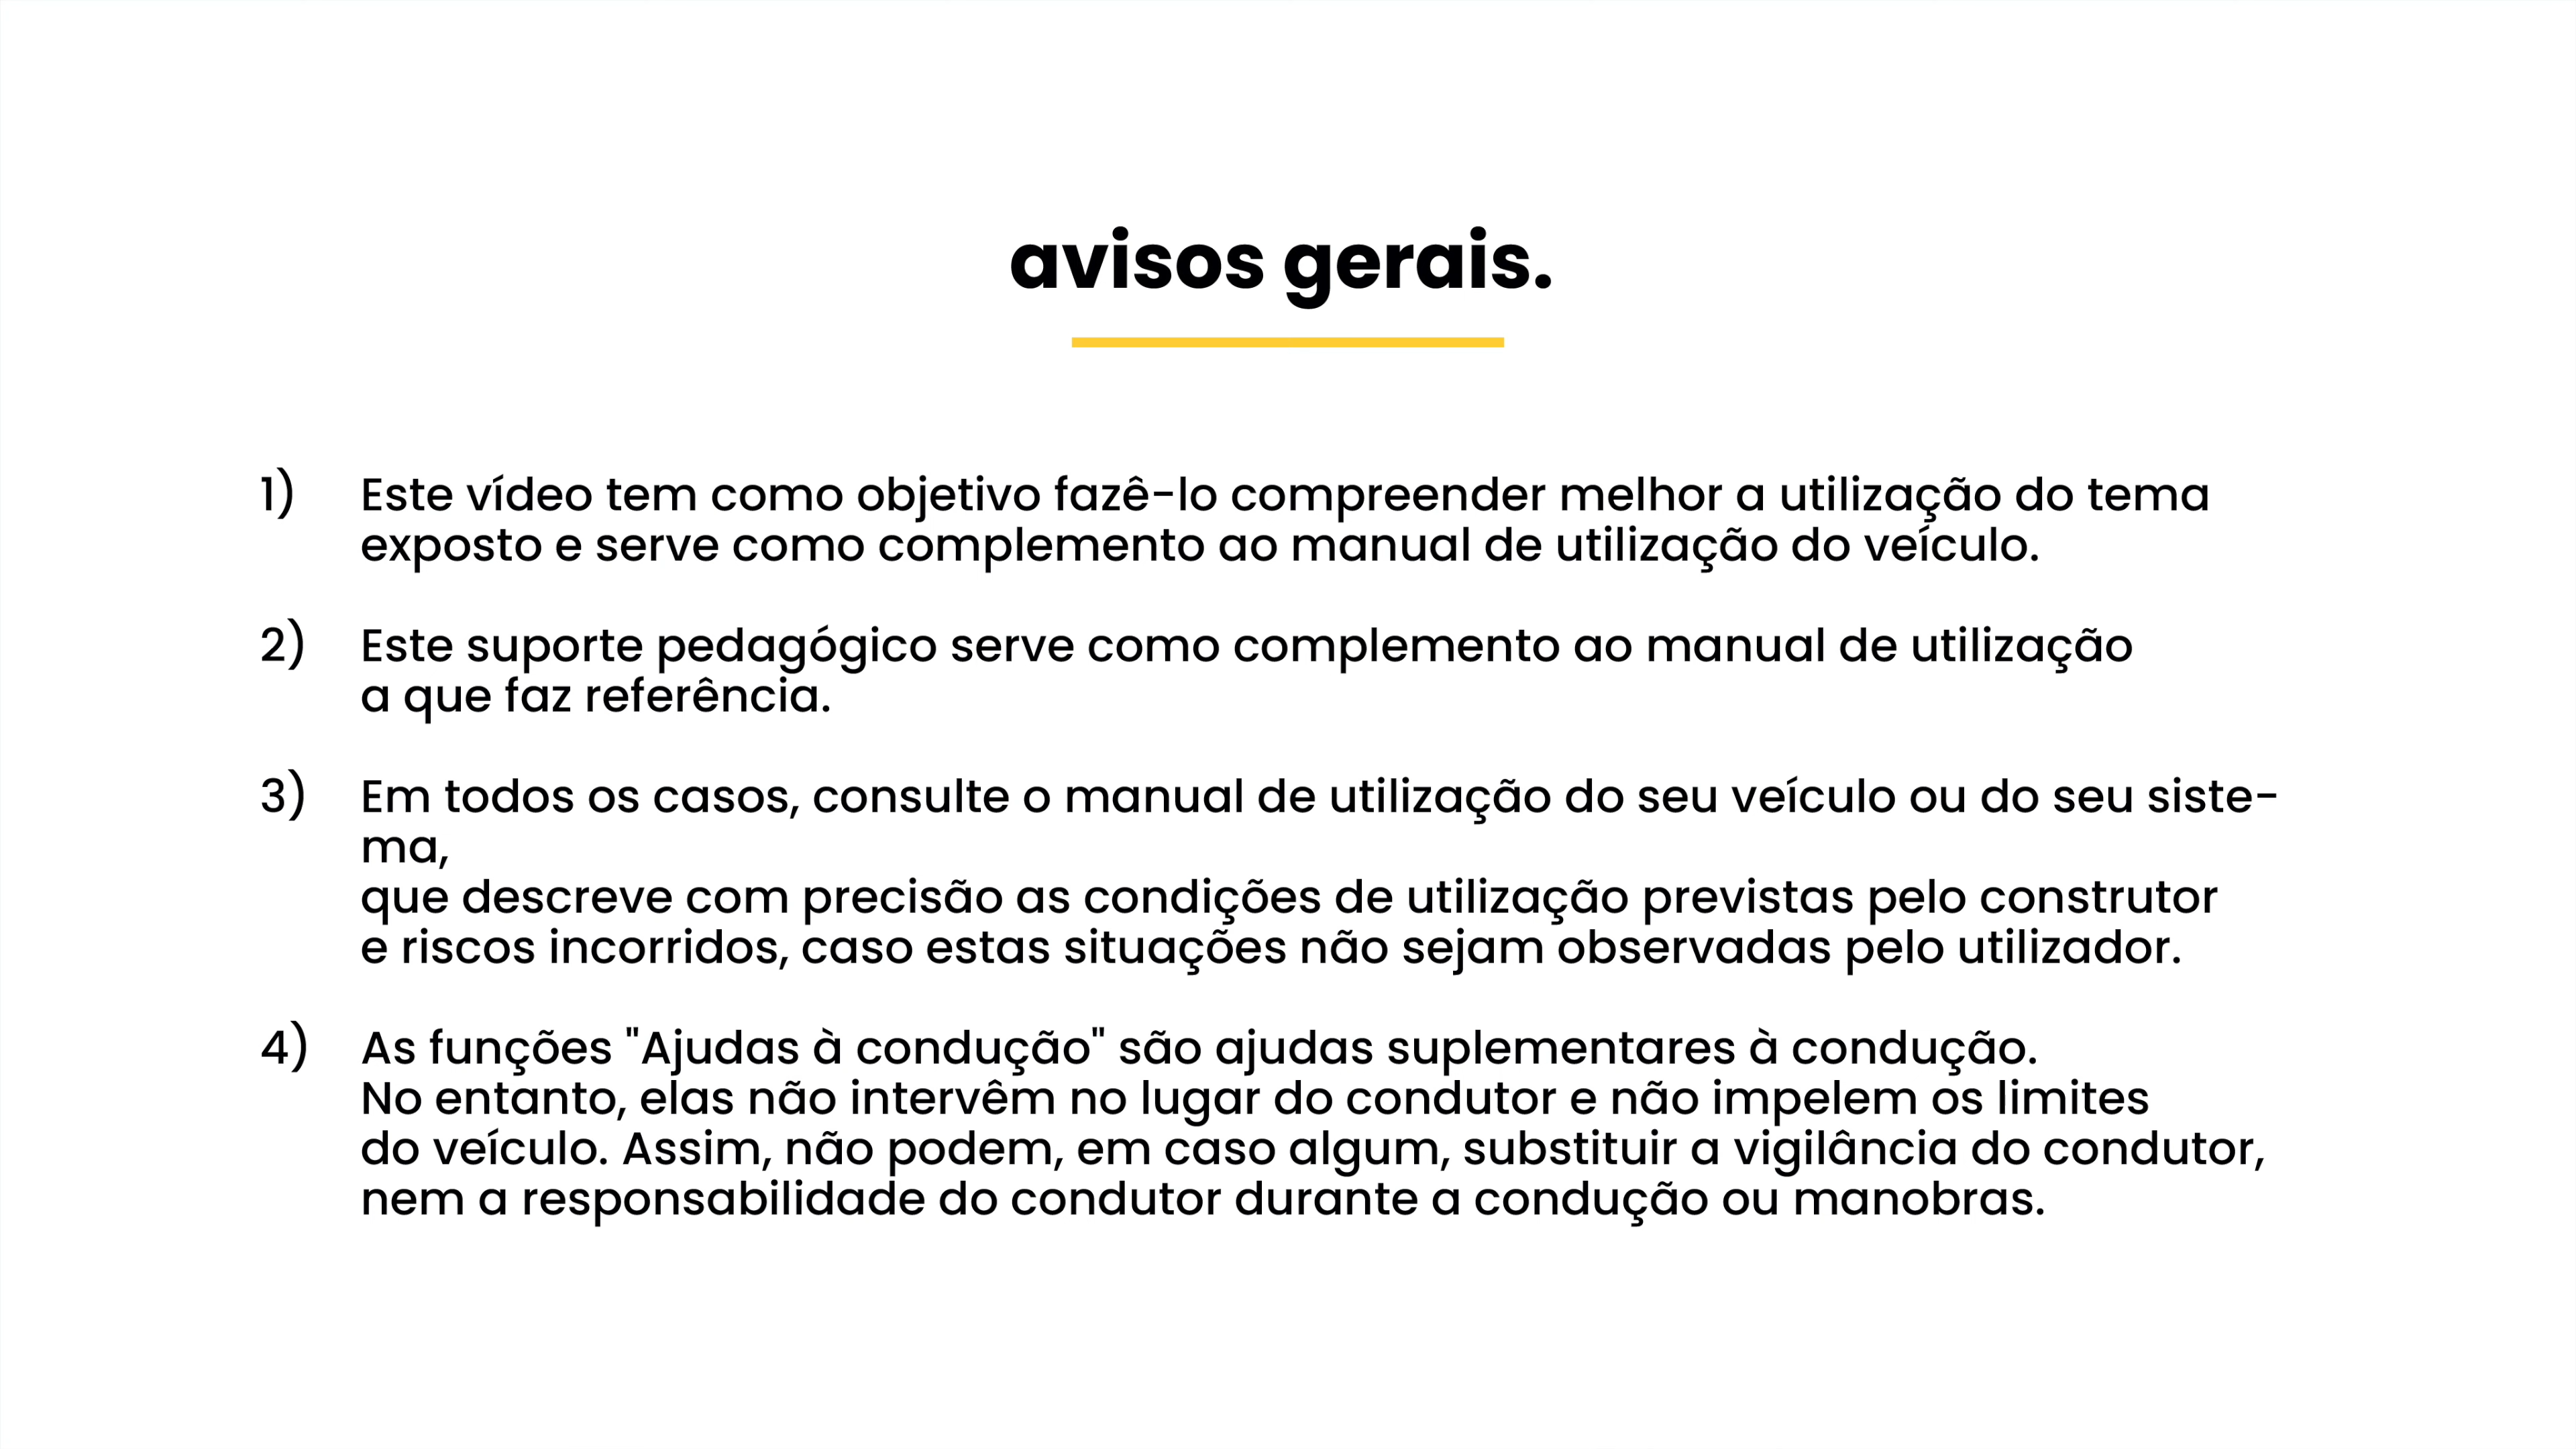 avisos gerais.
1) Este vídeo tem como objetivo fazê-lo compreender melhor a utilização do tema
exposto e serve como complemento ao manual de utilização do veículo.
2) Este suporte pedagógico serve como complemento ao manual de utilização
a que faz referência.
3) Em todos os casos, consulte o manual de utilização do seu veículo ou do seu siste-
ma,
que descreve com precisão as condições de utilização previstas pelo construtor
e riscos incorridos, caso estas situações não sejam observadas pelo utilizador.
4) As funções "Ajudas à condução" são ajudas suplementares à condução.
No entanto, elas não intervêm no lugar do condutor e não impelem os limites
do veículo. Assim, não podem, em caso algum, substituir a vigilância do condutor,
nem a responsabilidade do condutor durante a condução ou manobras.